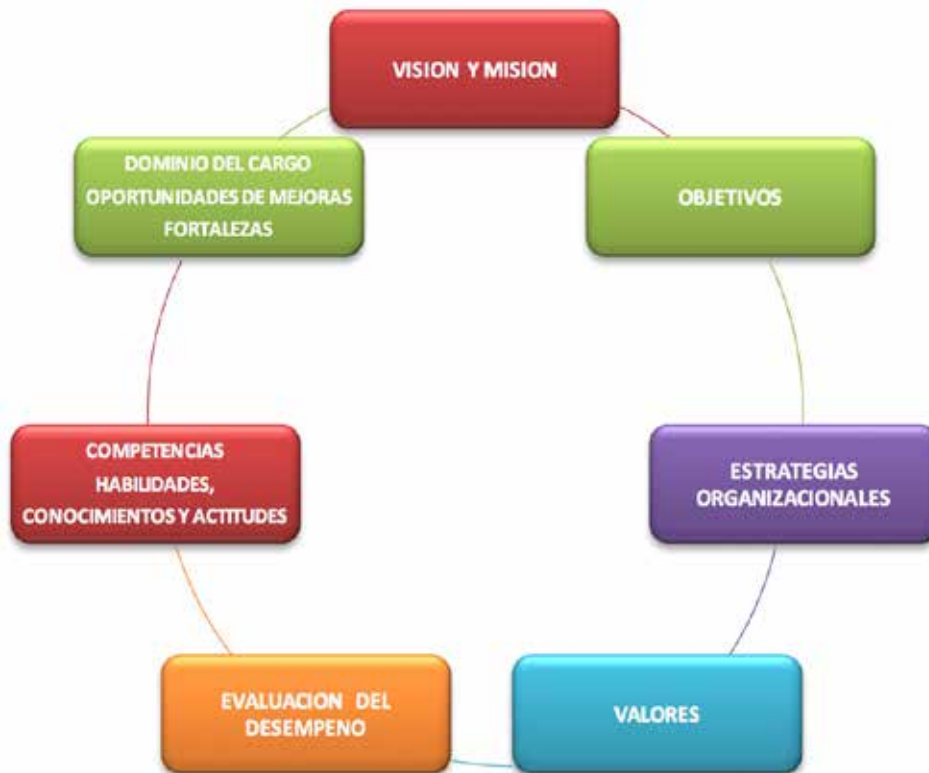 VISION Y MISION
OBJETIVOS
ESTRATEGIAS
ORGANIZACIONALES
VALORES
EVALUACION DEL
DESEMPEÑO
COMPETENCIAS
HABILIDADES,
CONOCIMIENTOS Y ACTITUDES
DOMINIO DEL CARGO
OPORTUNIDADES DE MEJORAS
FORTALEZAS